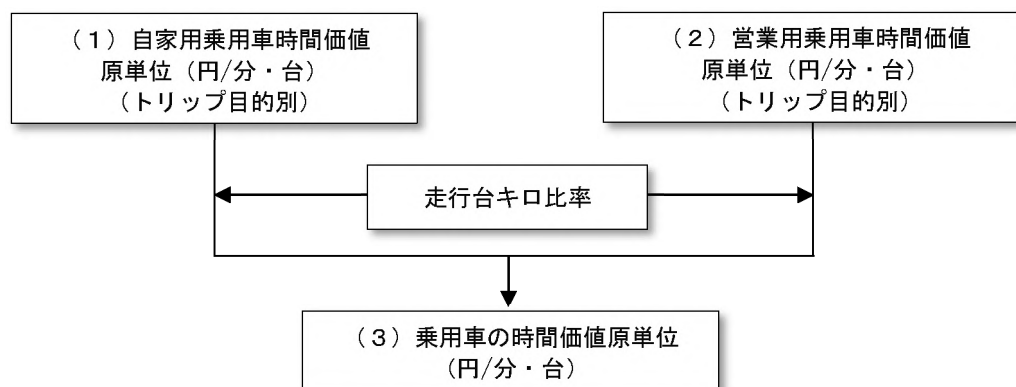 （１）自家用乗用車時間価値
原単位（円/分・台）
（トリップ目的別）
（２）営業用乗用車時間価値
原単位（円/分・台）
（トリップ目的別）
走行台キロ比率
（３）乗用車の時間価値原単位
（円/分・台）